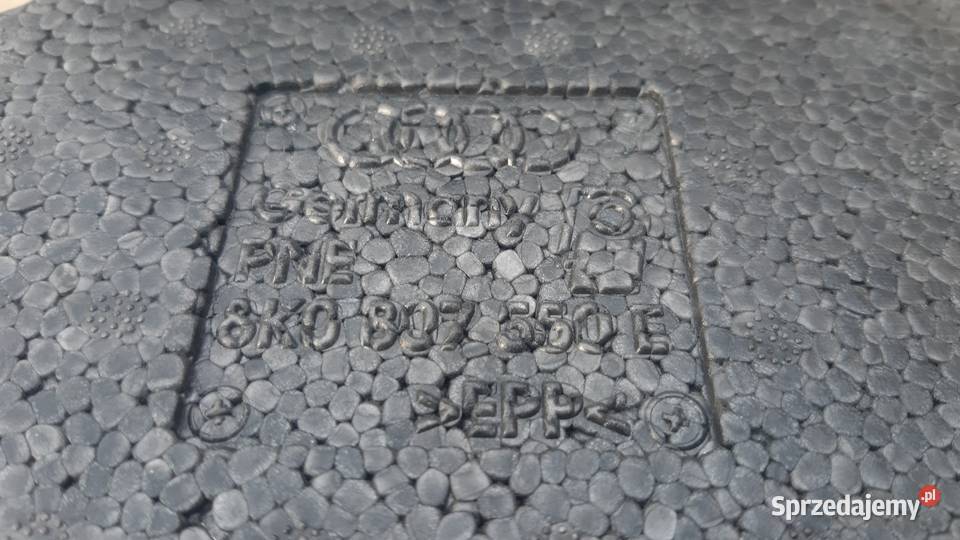 Germany
PNE
8K0 807 550 E
>EPP<
Sprzedajemy.pl